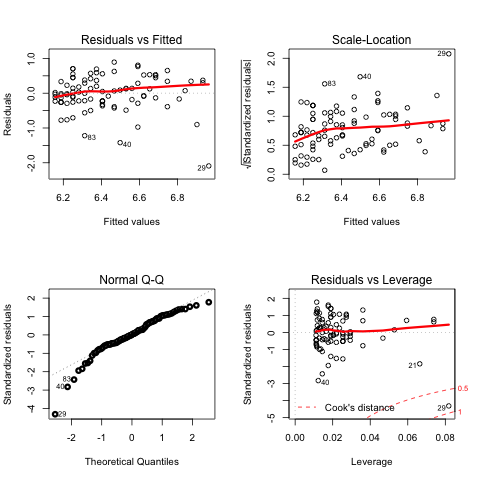 Residuals vs Fitted
Residuals
1.0
0.0
-1.0
-2.0
83
40
29
6.2 6.4 6.6 6.8
Fitted values
Scale-Location
√|Standardized residuals|
2.0
1.5
1.0
0.5
0.0
83
40
29
6.2 6.4 6.6 6.8
Fitted values
Normal Q-Q
Standardized residuals
2
1
0
-1
-2
-3
-4
83
40
29
-2 -1 0 1 2
Theoretical Quantiles
Residuals vs Leverage
Standardized residuals
2
1
0
-1
-3
-5
21
40
29
0.5
1
Cook's distance
0.00 0.02 0.04 0.06 0.08
Leverage